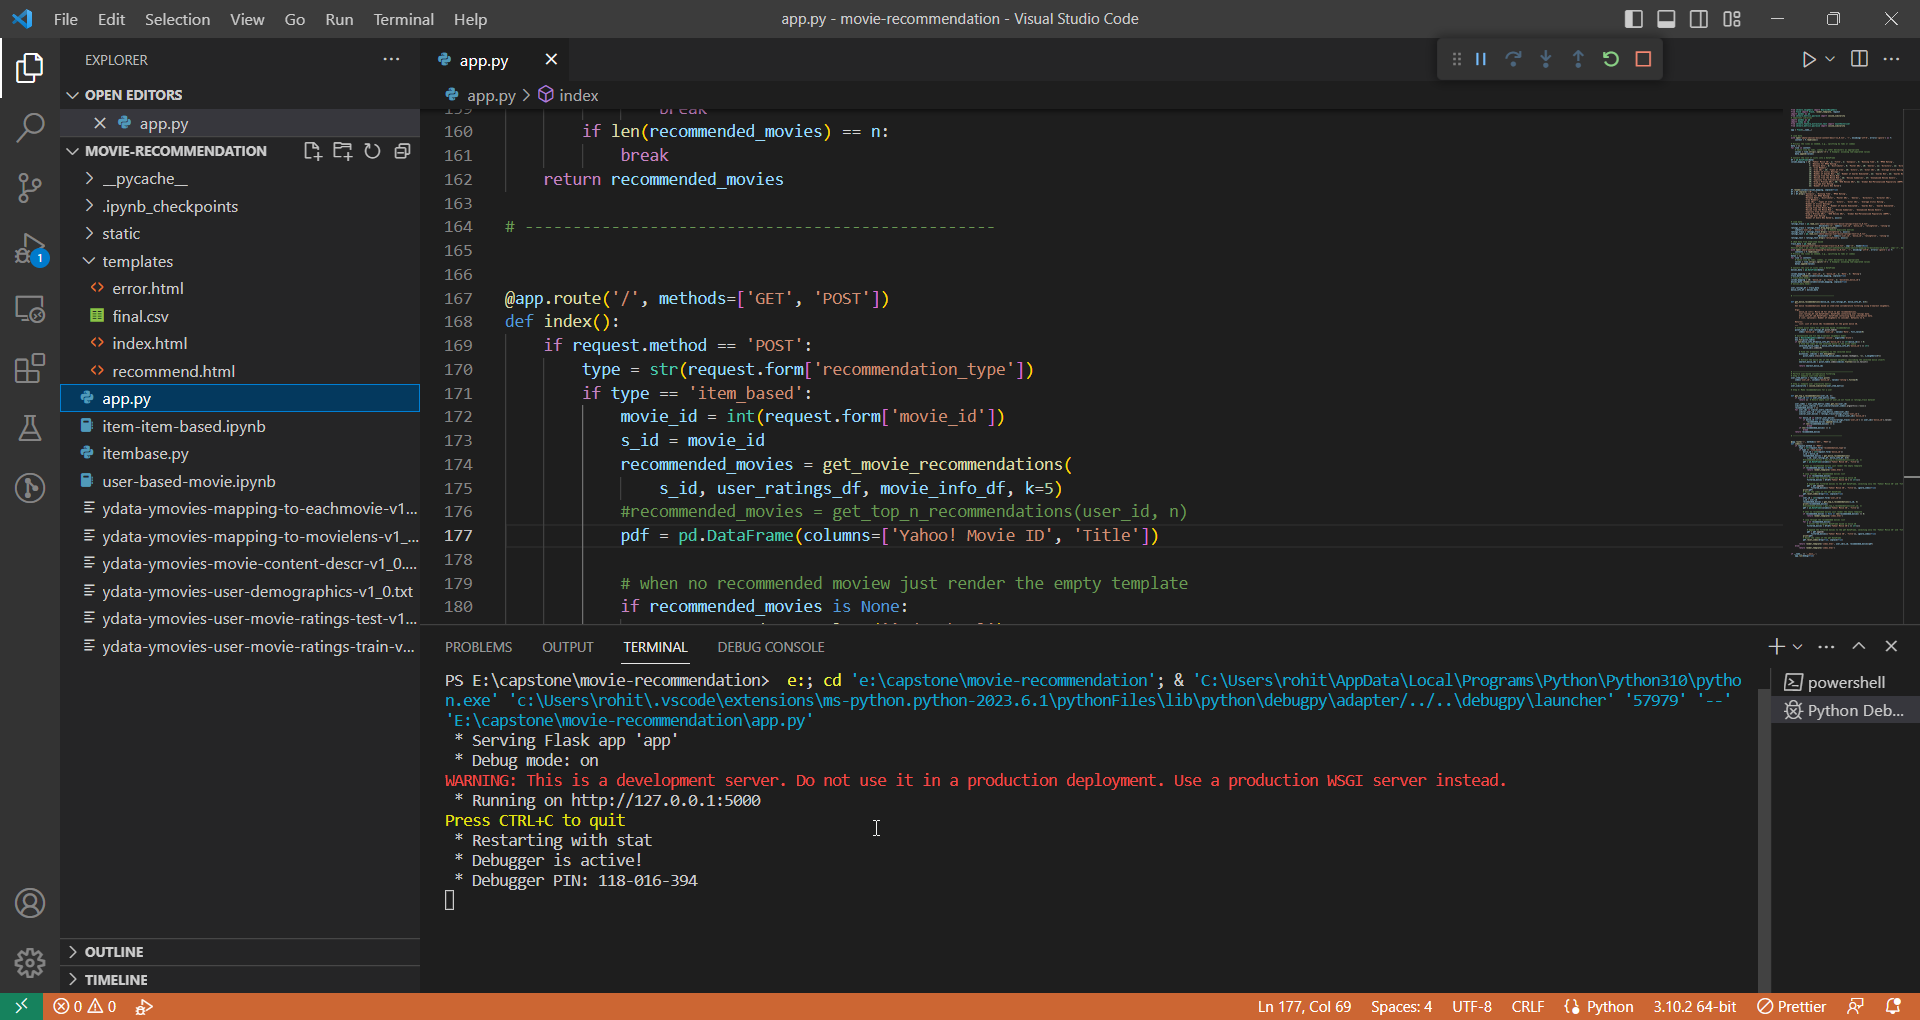 File Edit Selection View Go Run Terminal Help
app.py - movie-recommendation - Visual Studio Code
EXPLORER
OPEN EDITORS
app.py
MOVIE-RECOMMENDATION
__pycache__
.ipynb_checkpoints
static
templates
error.html
final.csv
index.html
recommend.html
app.py
item-item-based.ipynb
itembase.py
user-based-movie.ipynb
ydata-ymovies-mapping-to-eachmovie-v1...
ydata-ymovies-mapping-to-movielens-v1_...
ydata-ymovies-movie-content-descr-v1_0....
ydata-ymovies-user-demographics-v1_0.txt
ydata-ymovies-user-movie-ratings-test-v1...
ydata-ymovies-user-movie-ratings-train-v...
OUTLINE
TIMELINE
1
app.py
app.py > index
159 break
160 if len(recommended_movies) == n:
161 break
162 return recommended_movies
163
164 # -------------------------------------------------
165
166
167 @app.route('/', methods=['GET', 'POST'])
168 def index():
169 if request.method == 'POST':
170 type = str(request.form['recommendation_type'])
171 if type == 'item_based':
172 movie_id = int(request.form['movie_id'])
173 s_id = movie_id
174 recommended_movies = get_movie_recommendations(
175 s_id, user_ratings_df, movie_info_df, k=5)
176 #recommended_movies = get_top_n_recommendations(user_id, n)
177 pdf = pd.DataFrame(columns=['Yahoo! Movie ID', 'Title'])
178
179 # when no recommended moview just render the empty template
180 if recommended_movies is None:
PROBLEMS OUTPUT TERMINAL DEBUG CONSOLE
PS E:\capstone\movie-recommendation> e:; cd 'e:\capstone\movie-recommendation'; & 'C:\Users\rohit\AppData\Local\Programs\Python\Python310\pytho
n.exe' 'c:\Users\rohit\.vscode\extensions\ms-python.python-2023.6.1\pythonFiles\lib\python\debugpy\adapter/../..\debugpy\launcher' '57979' '--'
'E:\capstone\movie-recommendation\app.py'
* Serving Flask app 'app'
* Debug mode: on
WARNING: This is a development server. Do not use it in a production deployment. Use a production WSGI server instead.
* Running on http://127.0.0.1:5000
Press CTRL+C to quit
* Restarting with stat
* Debugger is active!
* Debugger PIN: 118-016-394
powershell
Python Deb...
0 0
Ln 177, Col 69 Spaces: 4 UTF-8 CRLF Python 3.10.2 64-bit Prettier